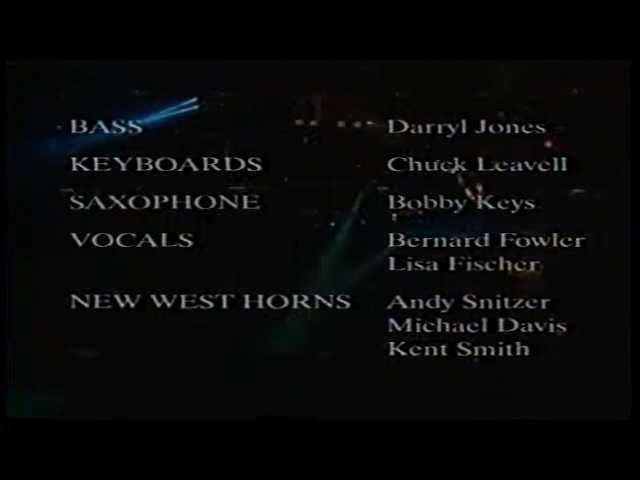 BASS Darryl Jones
KEYBOARDS Chuck Leavell
SAXOPHONE Bobby Keys
VOCALS Bernard Fowler
Lisa Fischer
NEW WEST HORNS Andy Snitzer
Michael Davis
Kent Smith